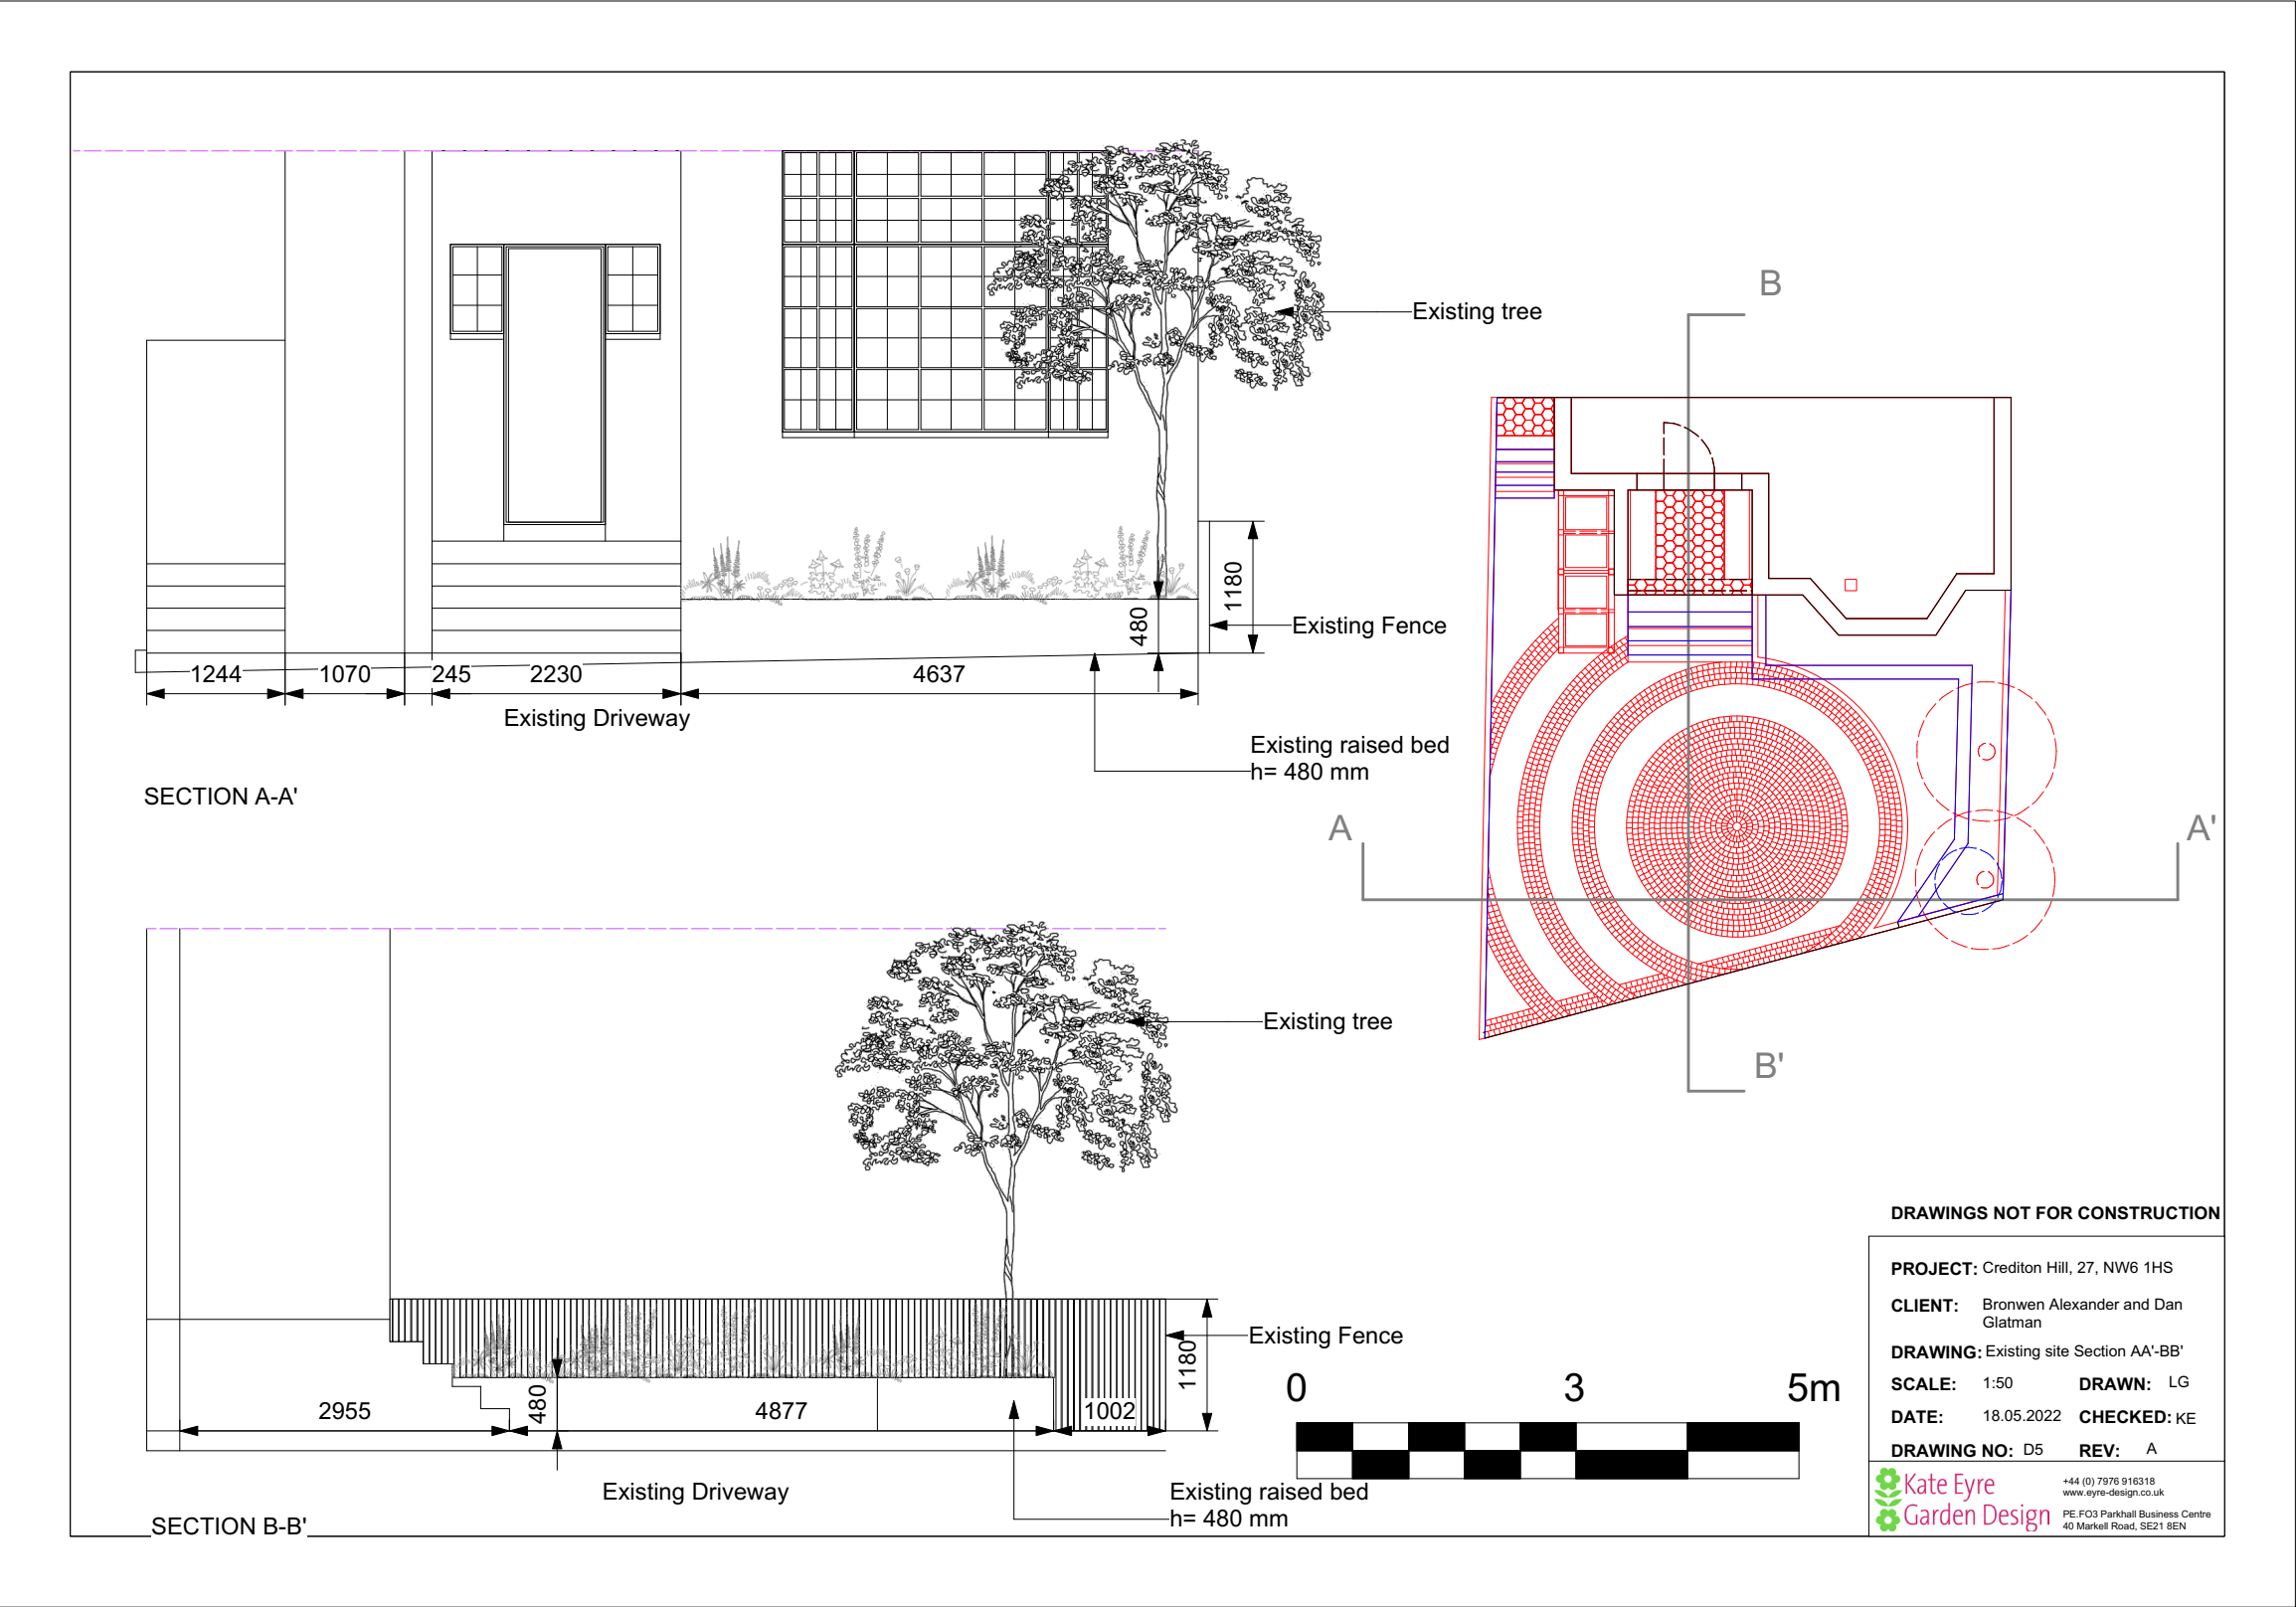 Existing tree
1180
480
Existing Fence
1244
1070
245
2230
4637
Existing Driveway
Existing raised bed
h= 480 mm
SECTION A-A'
B
A
A'
B'
Existing tree
Existing Fence
1180
480
2955
4877
1002
Existing Driveway
Existing raised bed
h= 480 mm
SECTION B-B'
0
3
5m
DRAWINGS NOT FOR CONSTRUCTION
PROJECT: Crediton Hill, 27, NW6 1HS
CLIENT: Bronwen Alexander and Dan
Glatman
DRAWING: Existing site Section AA'-BB'
SCALE: 1:50 DRAWN: LG
DATE: 18.05.2022 CHECKED: KE
DRAWING NO: D5 REV: A
Kate Eyre
Garden Design
+44 (0) 7976 916318
www.eyre-design.co.uk
PE.FO3 Parkhall Business Centre
40 Markell Road, SE21 8EN